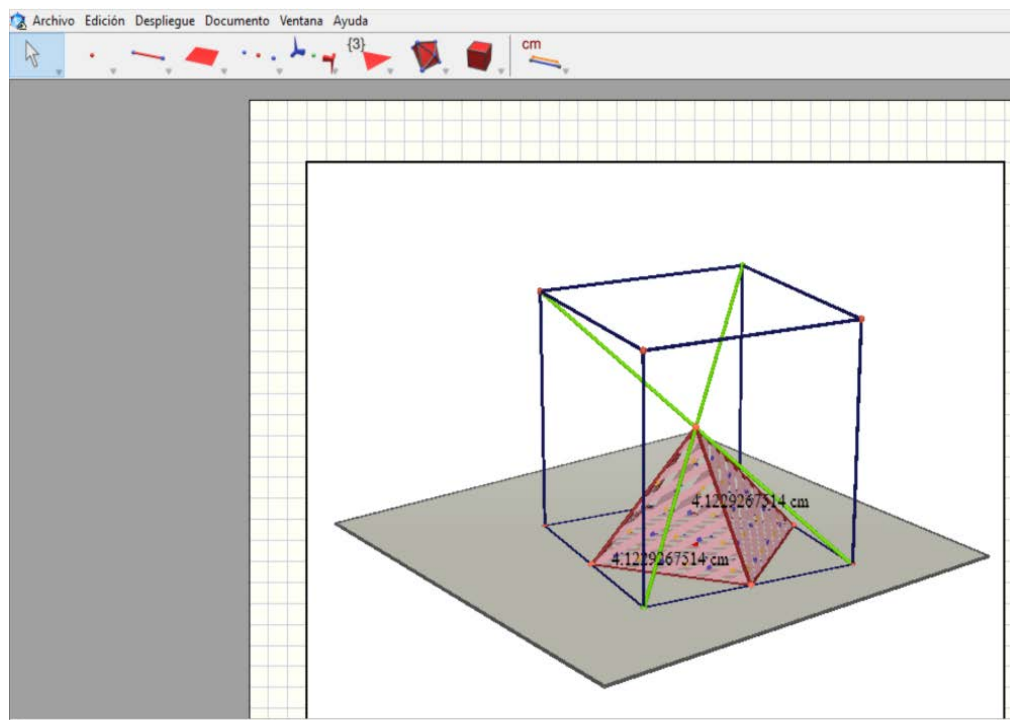 Archivo Edición Despliegue Documento Ventana Ayuda
{3}
cm
4.1229267514 cm
4.1229267514 cm